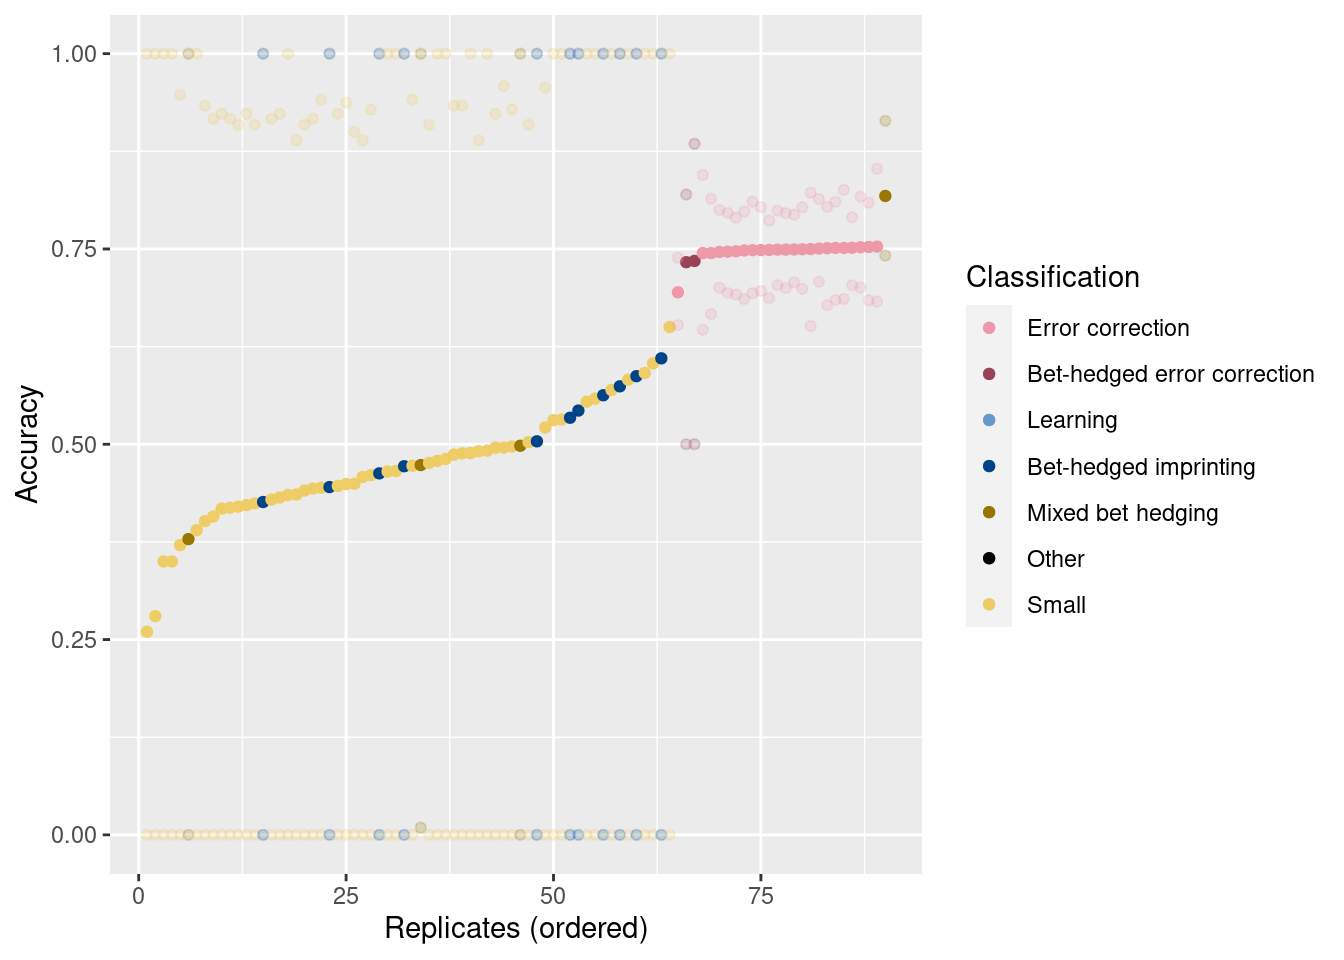 1.00
0.75
0.50
0.25
0.00
Accuracy
0
25
50
75
Replicates (ordered)
Classification
Error correction
Bet-hedged error correction
Learning
Bet-hedged imprinting
Mixed bet hedging
Other
Small